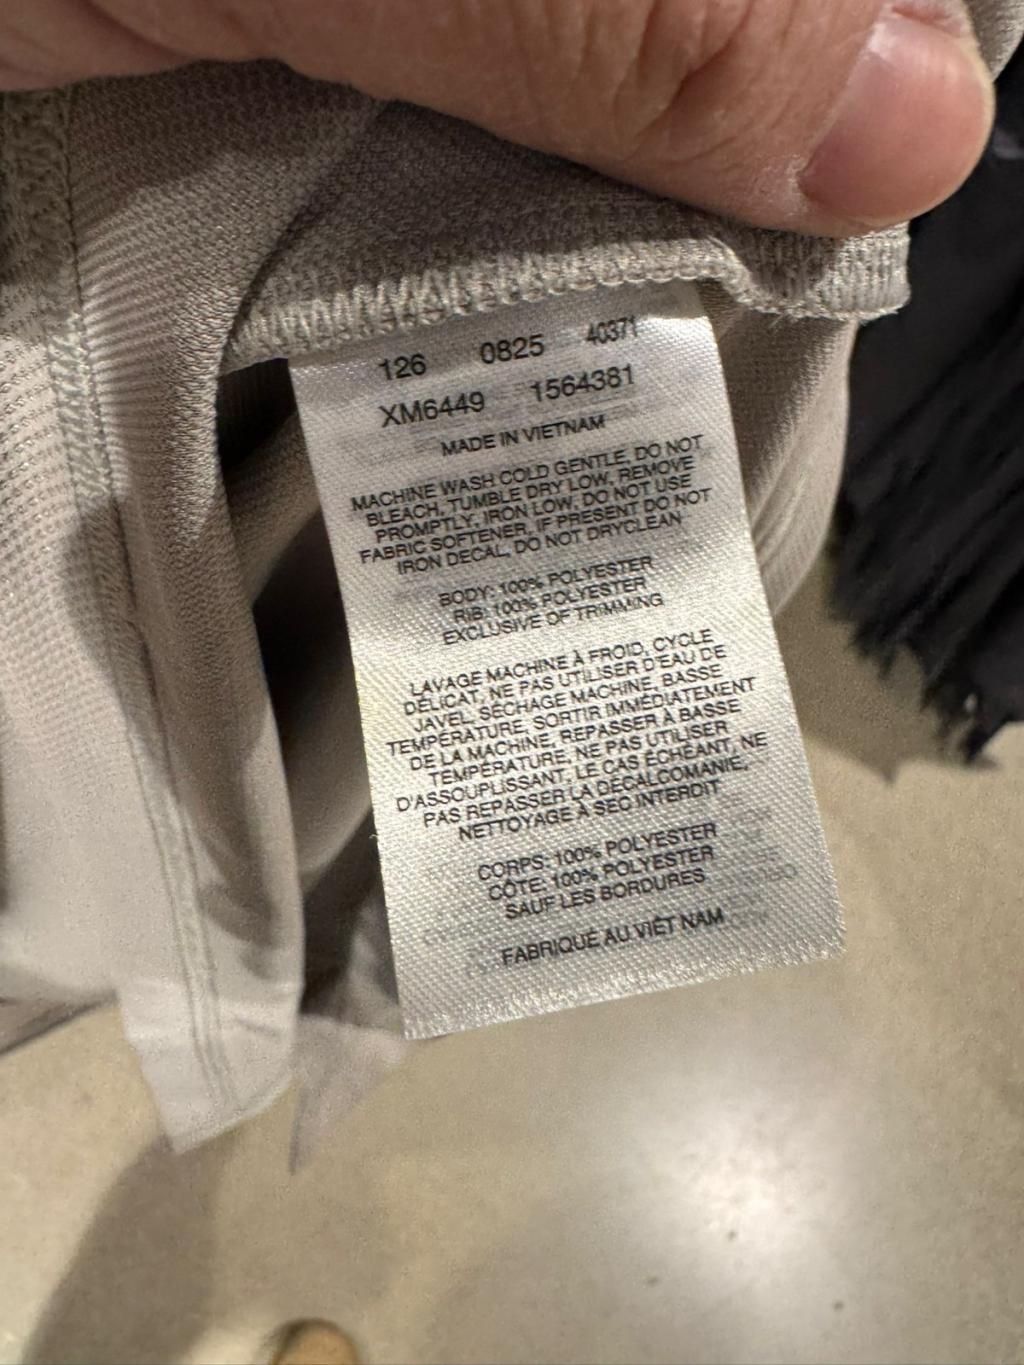 126 0825 40371
XM6449 1564381
MADE IN VIETNAM
MACHINE WASH COLD GENTLE, DO NOT
BLEACH, TUMBLE DRY LOW, REMOVE
PROMPTLY, IRON LOW, DO NOT USE
FABRIC SOFTENER, IF PRESENT DO NOT
IRON DECAL, DO NOT DRYCLEAN
BODY: 100% POLYESTER
RIB: 100% POLYESTER
EXCLUSIVE OF TRIMMING
LAVAGE MACHINE À FROID, CYCLE
DÉLICAT, NE PAS UTILISER D'EAU DE
JAVEL, SÉCHAGE MACHINE, BASSE
TEMPÉRATURE, SORTIR IMMÉDIATEMENT
DE LA MACHINE, REPASSER À BASSE
TEMPÉRATURE, NE PAS UTILISER
D'ASSOUPLISSANT, LE CAS ÉCHÉANT, NE
PAS REPASSER LA DÉCALCOMANIE,
NETTOYAGE À SEC INTERDIT
CORPS: 100% POLYESTER
CÔTE: 100% POLYESTER
SAUF LES BORDURES
FABRIQUÉ AU VIÊT NAM